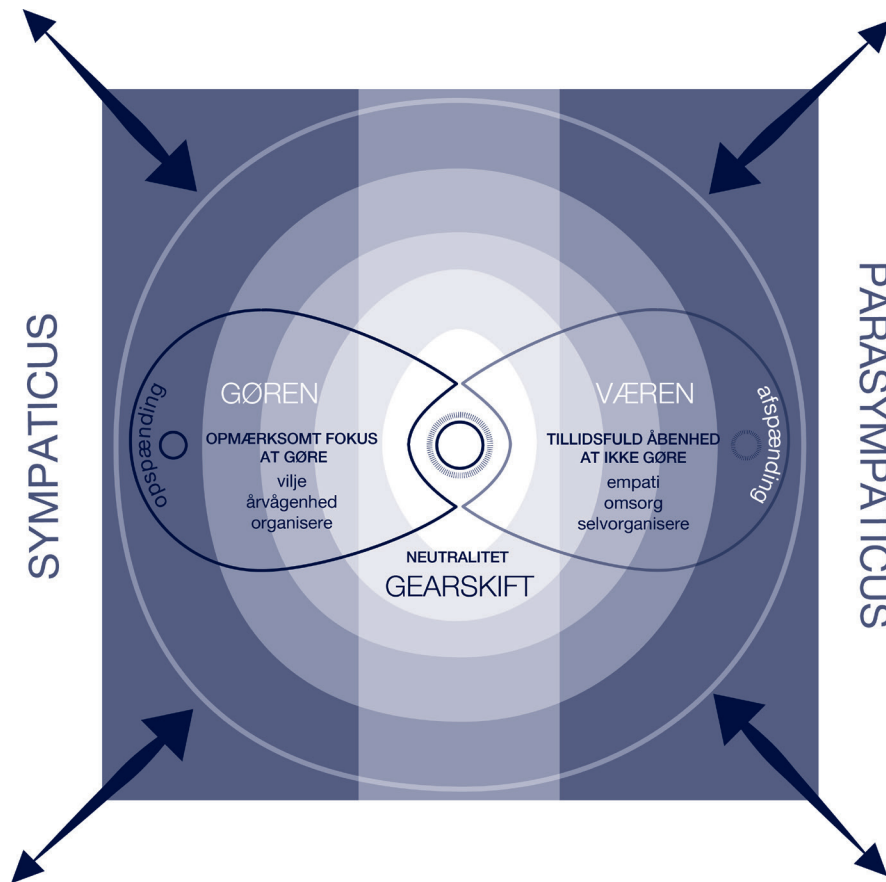 SYMPATICUS
opspænding
GØREN
OPMÆRKSOMT FOKUS
AT GØRE
vilje
årvågenhed
organisere
NEUTRALITET
GEARSKIFT
VÆREN
TILLIDSFULD ÅBENHED
AT IKKE GØRE
empati
omsorg
selvorganisere
afspænding
PARASYMPATICUS